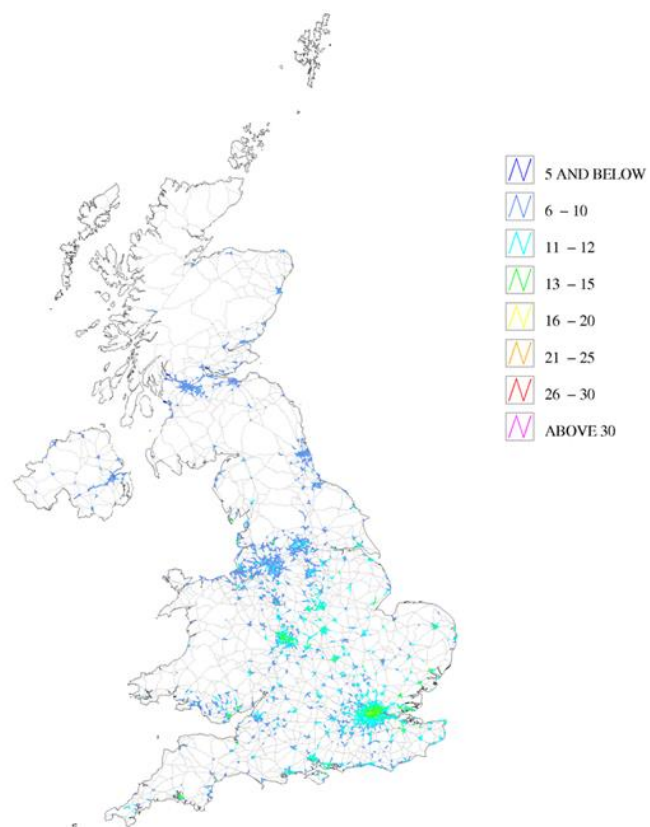 5 AND BELOW
6 – 10
11 – 12
13 – 15
16 – 20
21 – 25
26 – 30
ABOVE 30